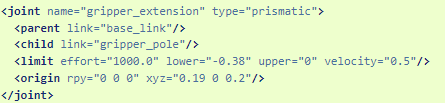 <joint name="gripper_extension" type="prismatic">
<parent link="base_link"/>
<child link="gripper_pole"/>
<limit effort="1000.0" lower="-0.38" upper="0" velocity="0.5"/>
<origin rpy="0 0 0" xyz="0.19 0 0.2"/>
</joint>